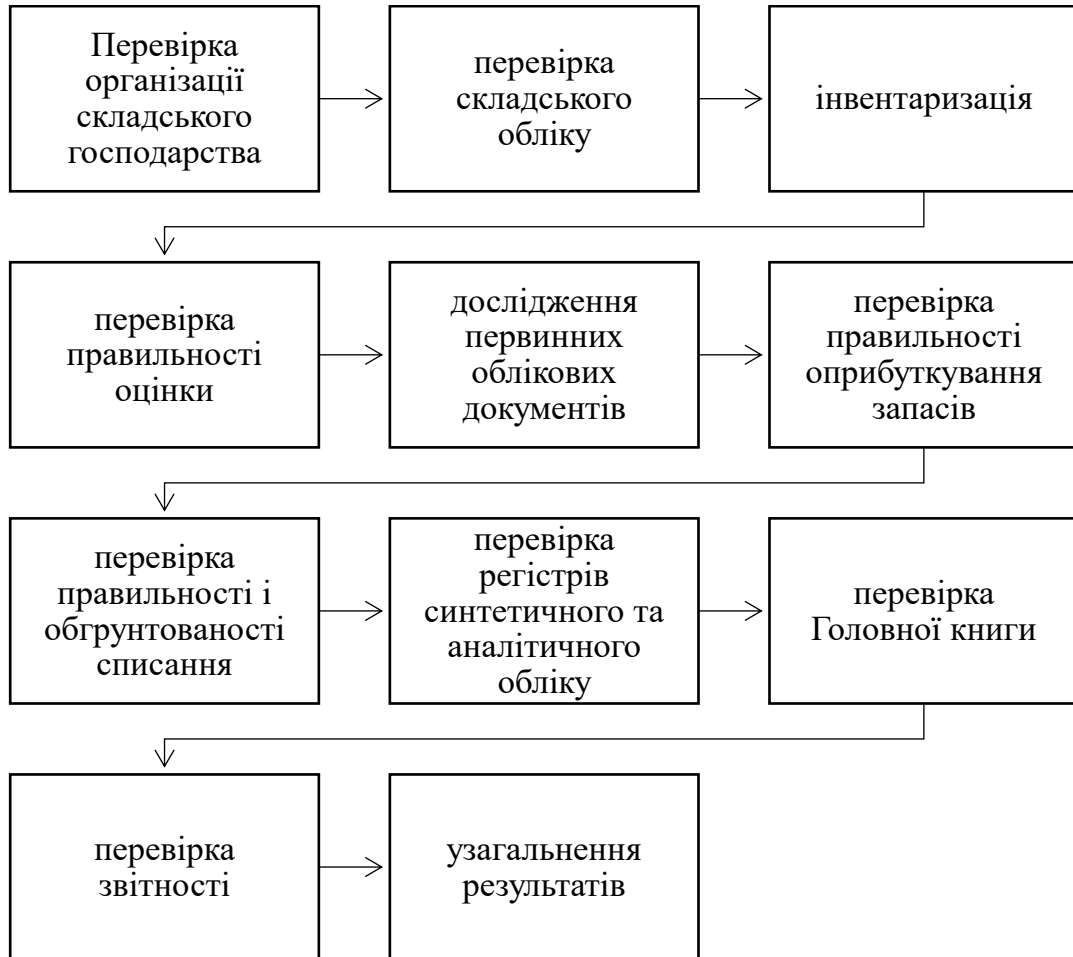 Перевірка
організації
складського
господарства
перевірка
складського
обліку
інвентаризація
перевірка
правильності
оцінки
дослідження
первинних
облікових
документів
перевірка
правильності
оприбуткування
запасів
перевірка
правильності і
обгрунтованості
списання
перевірка
регістрів
синтетичного та
аналітичного
обліку
перевірка
Головної книги
перевірка
звітності
узагальнення
результатів